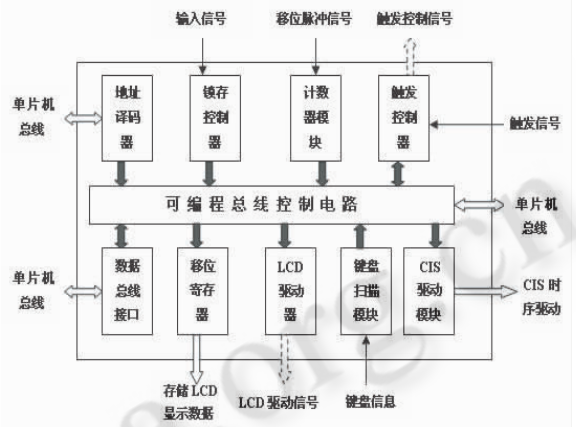 输入信号
移位脉冲信号
触发控制信号
单片机
总线
地址
译码
器
锁存
控制
器
计数
器模
块
触发
控制
器
触发信号
可编程总线控制电路
单片机
总线
单片机
总线
数据
总线
接口
移位
寄存
器
LCD
驱动
器
键盘
扫描
模块
CIS
驱动
模块
CIS 时
序驱动
存储 LCD
显示数据
LCD 驱动信号
键盘信息
a.org.cn